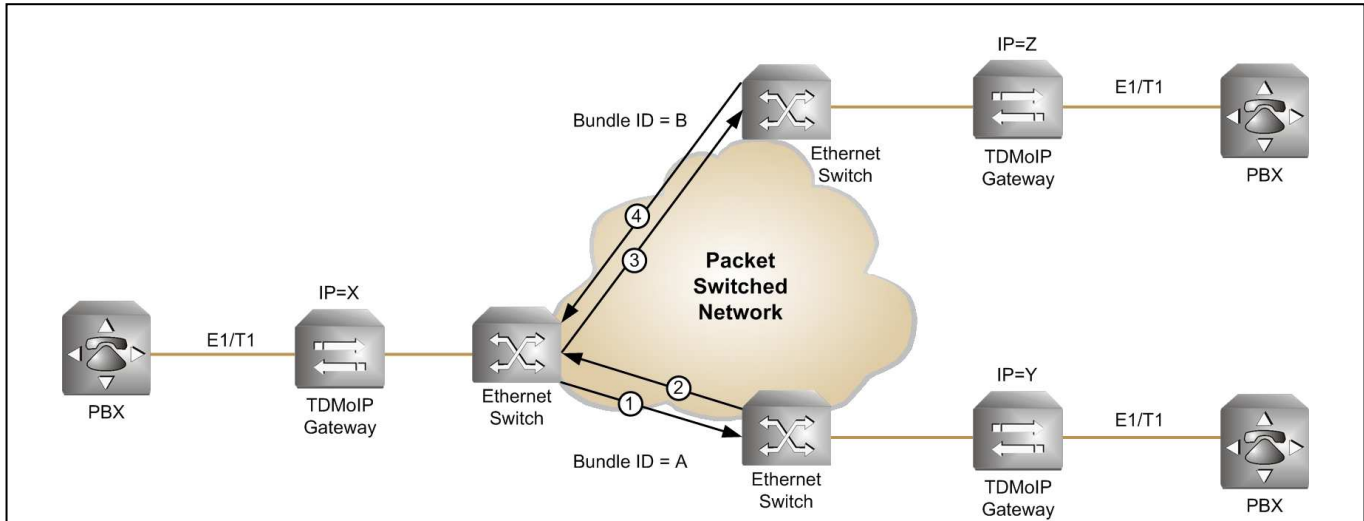 IP=Z
E1/T1
Bundle ID = B
Ethernet
Switch
TDMoIP
Gateway
PBX
4
3
Packet
Switched
Network
IP=X
E1/T1
PBX
TDMoIP
Gateway
Ethernet
Switch
2
1
IP=Y
E1/T1
Bundle ID = A
Ethernet
Switch
TDMoIP
Gateway
PBX